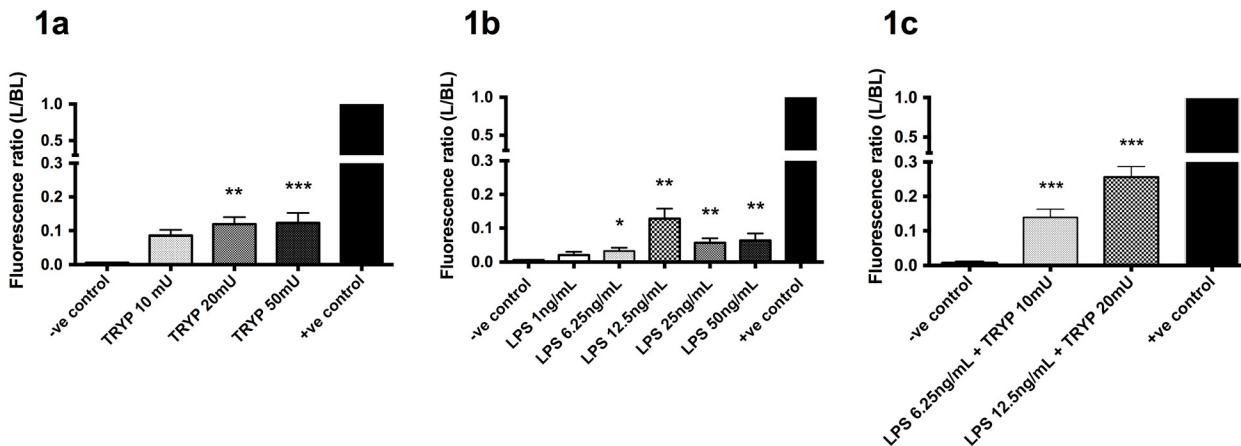 1a
1b
1c
Fluorescence ratio (L/BL)
1.0
0.5
0.3
0.2
0.1
0.0
**
***
-ve control
TRYP 10 mU
TRYP 20mU
TRYP 50mU
+ve control
Fluorescence ratio (L/BL)
1.0
0.5
0.3
0.2
0.1
0.0
*
**
**
**
-ve control
LPS 1ng/mL
LPS 6.25ng/mL
LPS 12.5ng/mL
LPS 25ng/mL
LPS 50ng/mL
+ve control
Fluorescence ratio (L/BL)
1.0
0.5
0.3
0.2
0.1
0.0
***
***
-ve control
LPS 6.25ng/mL + TRYP 10mU
LPS 12.5ng/mL + TRYP 20mU
+ve control